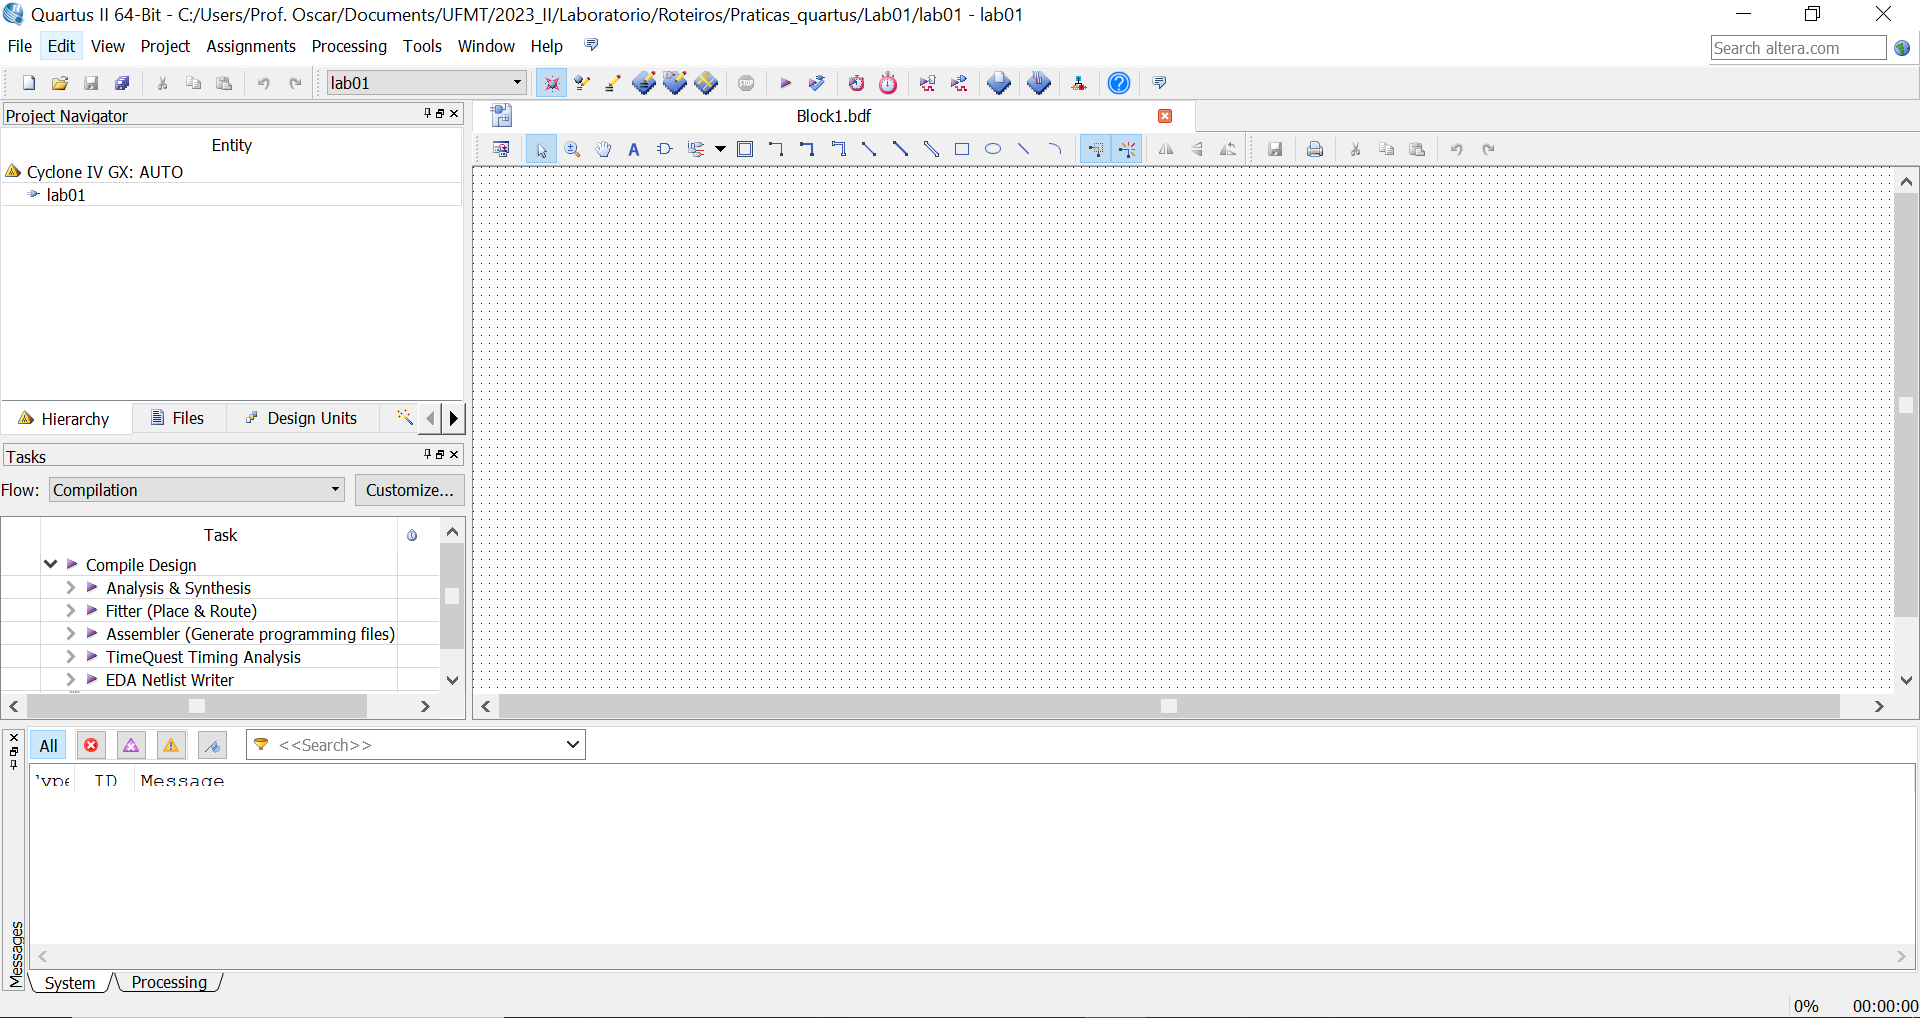 Quartus II 64-Bit - C:/Users/Prof. Oscar/Documents/UFMT/2023_II/Laboratorio/Roteiros/Praticas_quartus/Lab01/lab01 - lab01
File Edit View Project Assignments Processing Tools Window Help
Search altera.com
lab01
STOP
Project Navigator
Block1.bdf
Entity
Cyclone IV GX: AUTO
lab01
Hierarchy Files Design Units
Tasks
Flow: Compilation Customize...
Task
Compile Design
Analysis & Synthesis
Fitter (Place & Route)
Assembler (Generate programming files)
TimeQuest Timing Analysis
EDA Netlist Writer
All <<Search>>
Type ID Message
Messages
System Processing
0% 00:00:00